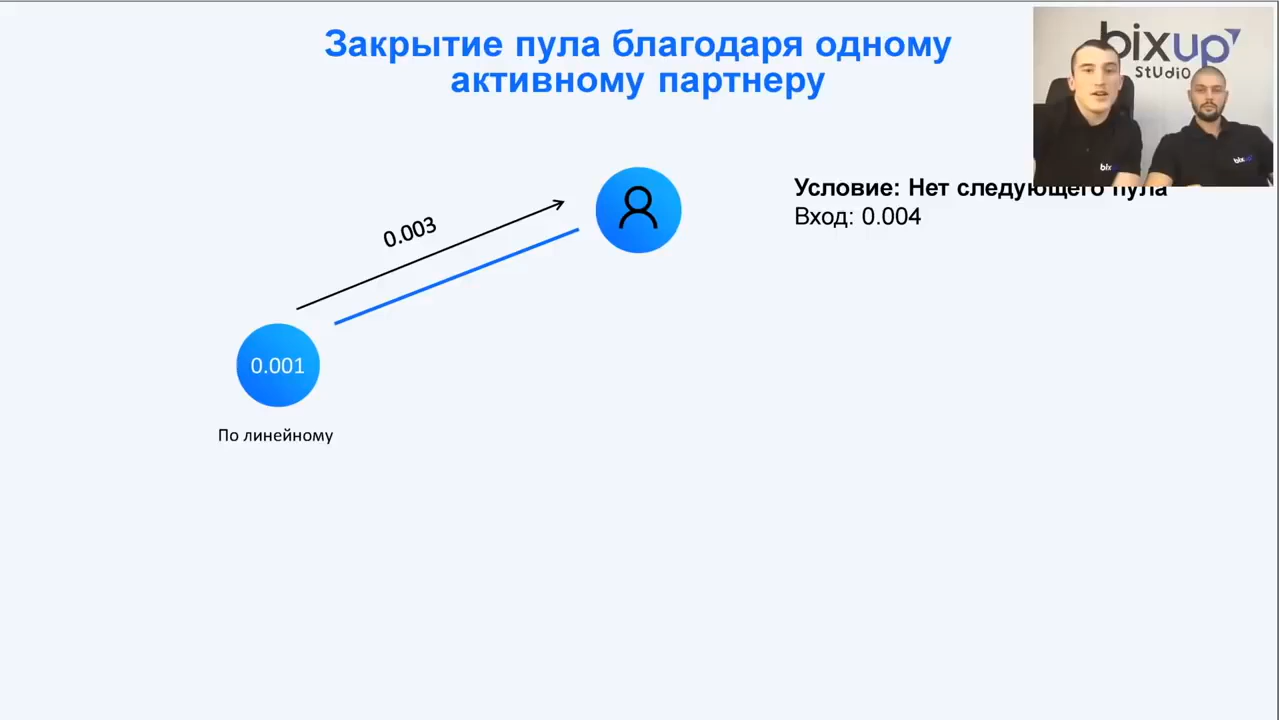 Закрытие пула благодаря одному
активному партнеру
bixup
STUDIO
bixup
Условие: Нет следующего пула
Вход: 0.004
0.003
0.001
По линейному